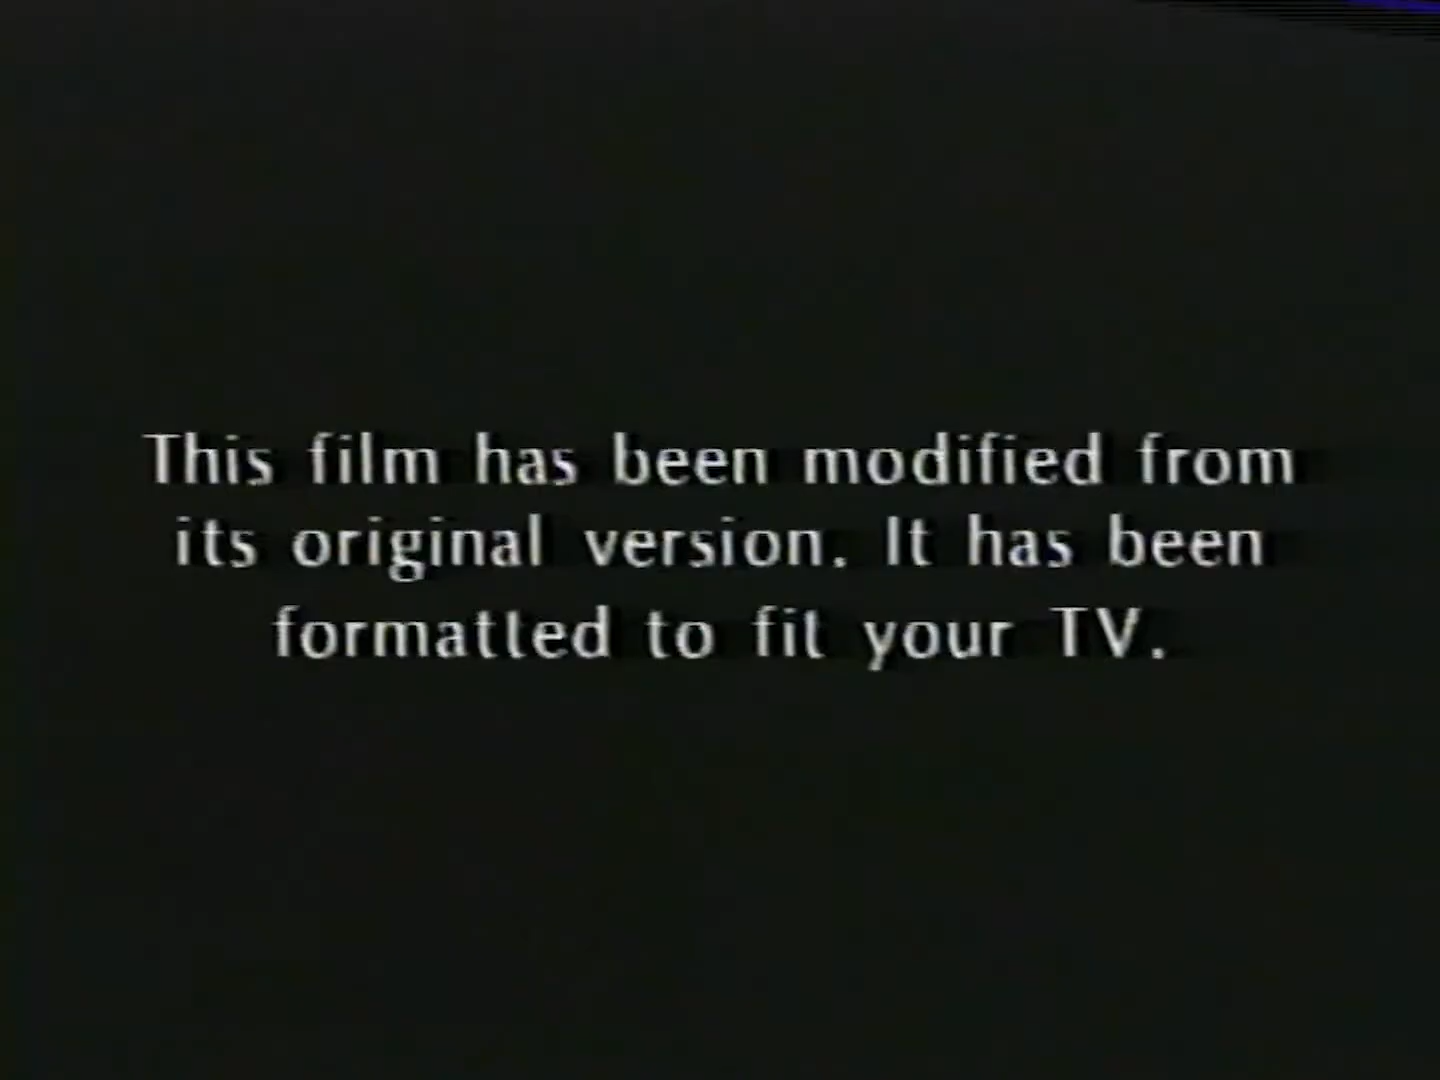 This film has been modified from
its original version. It has been
formatted to fit your TV.